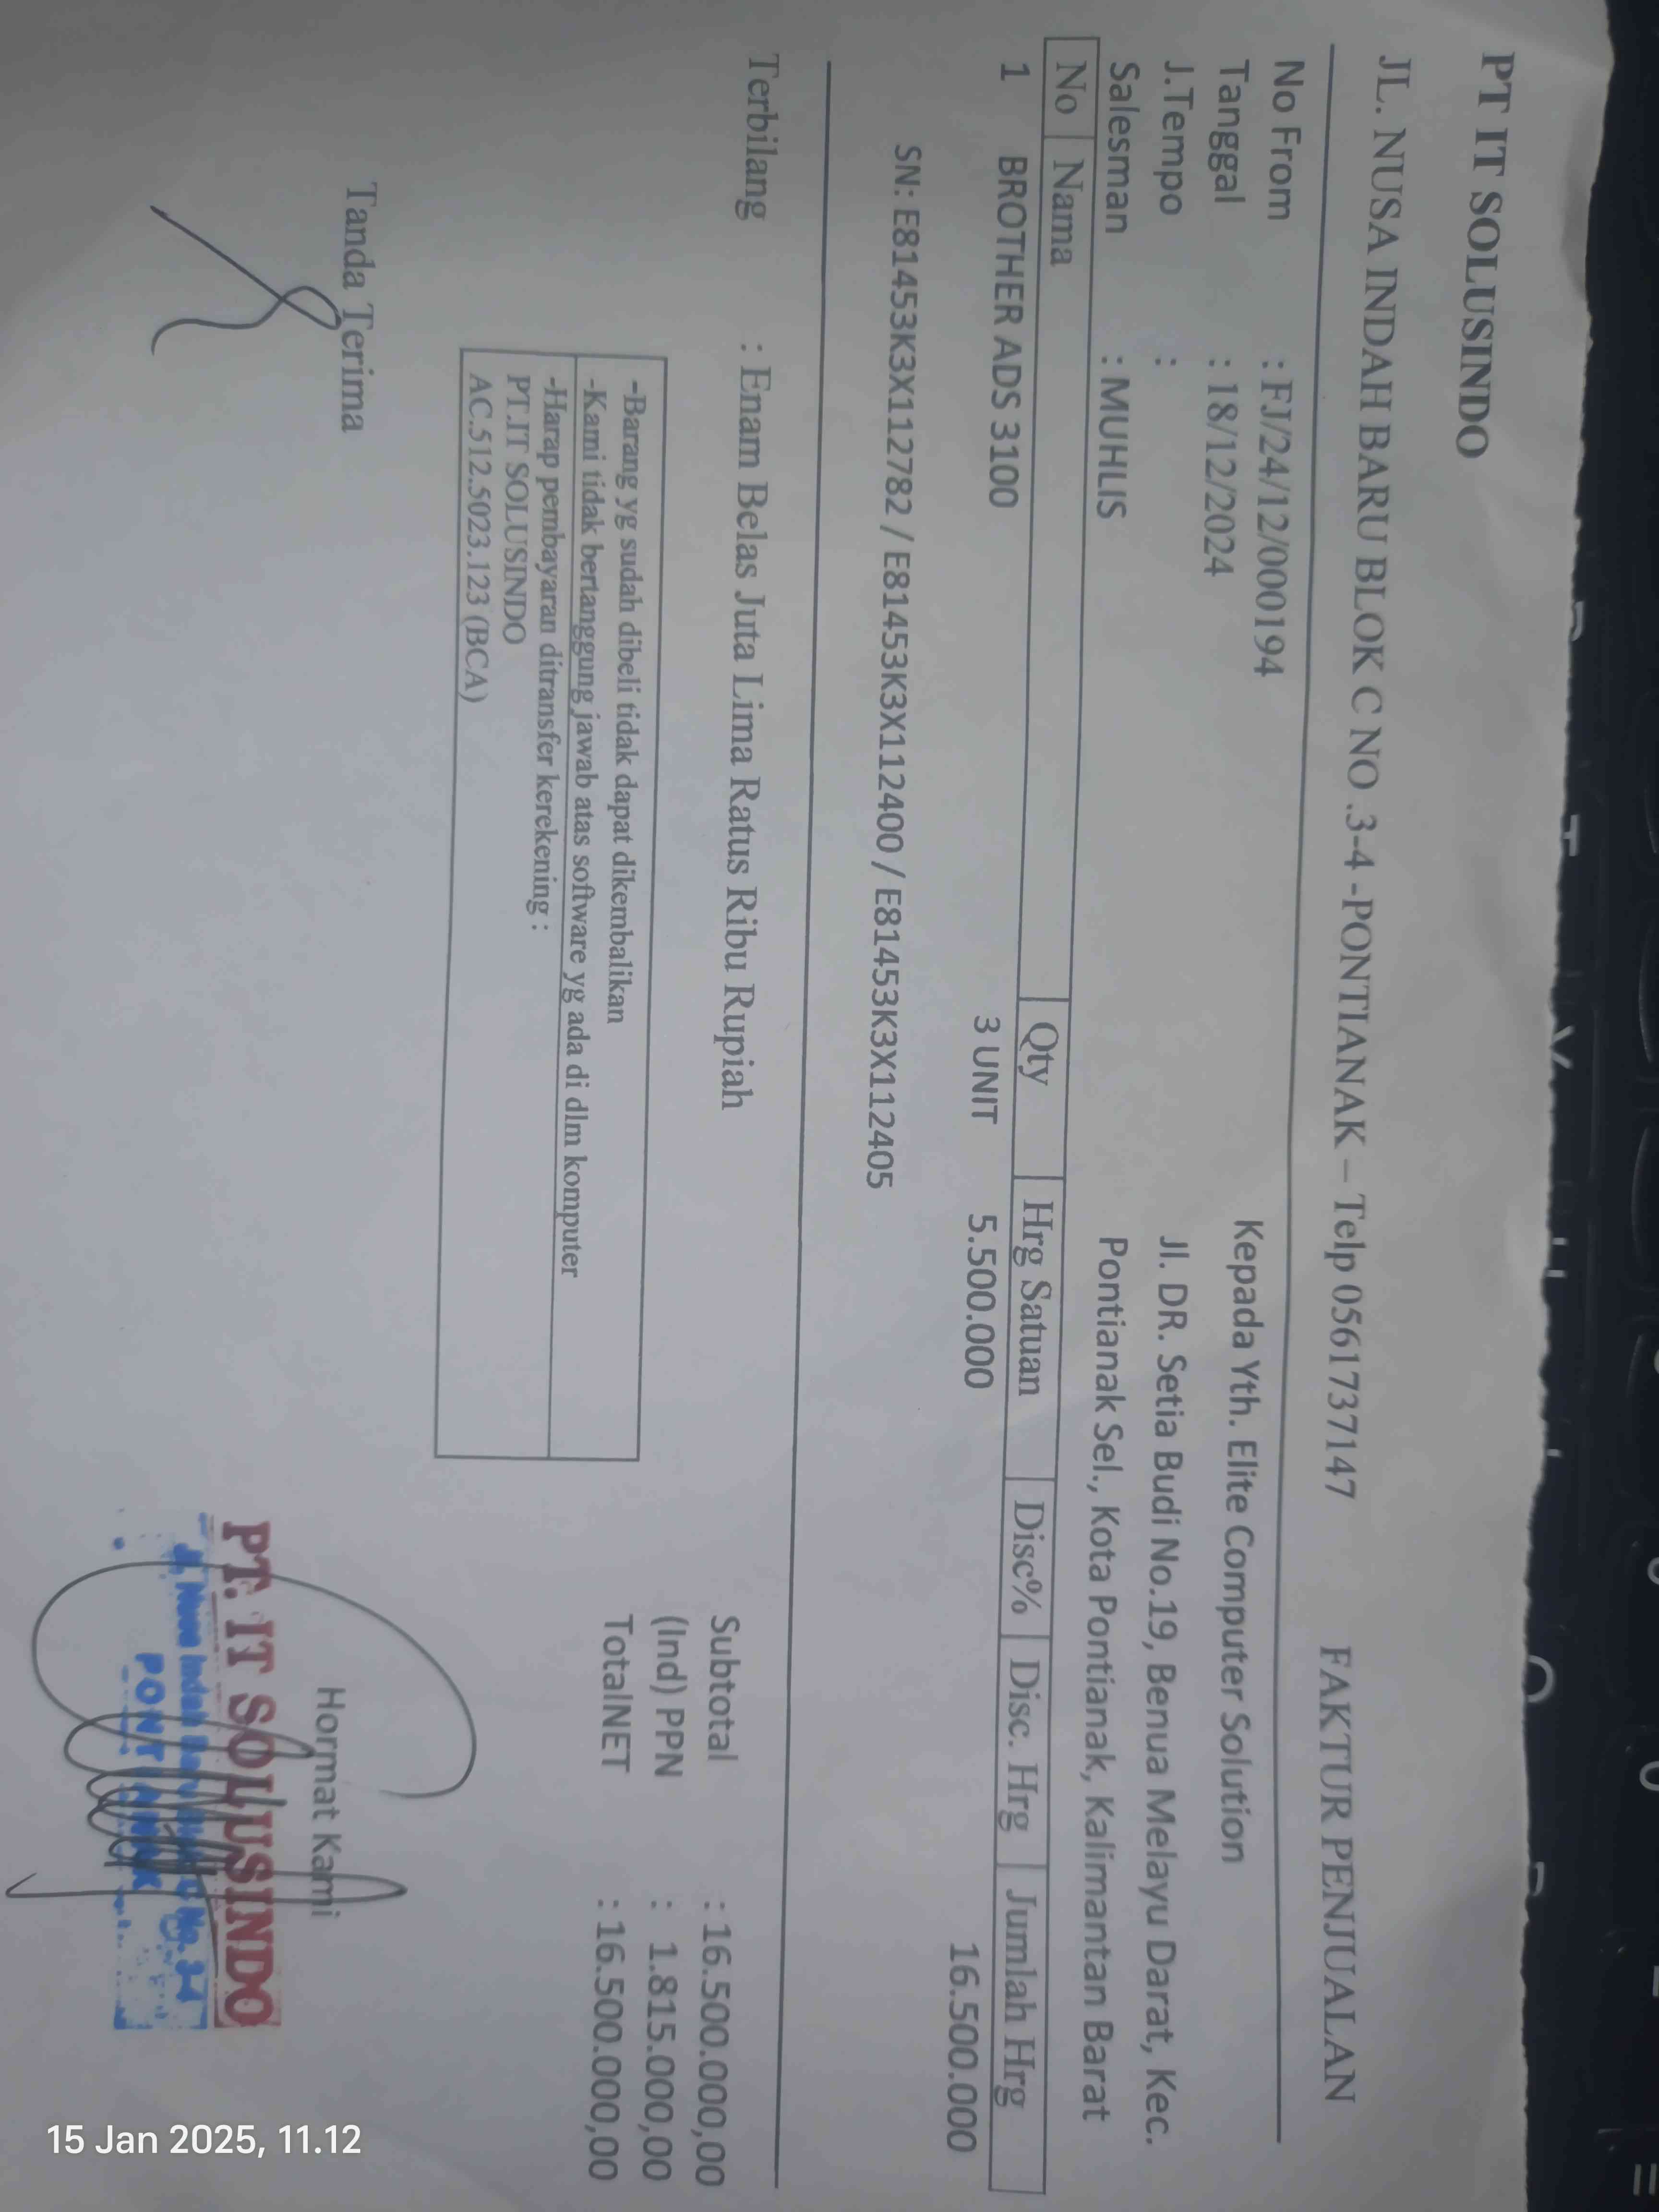 PT IT SOLUSINDO
JL. NUSA INDAH BARU BLOK C NO .3-4 -PONTIANAK – Telp 0561737147 FAKTUR PENJUALAN
No From : FJ/24/12/000194 Kepada Yth. Elite Computer Solution
Tanggal : 18/12/2024
J.Tempo : Jl. DR. Setia Budi No.19, Benua Melayu Darat, Kec.
Salesman : MUHLIS Pontianak Sel., Kota Pontianak, Kalimantan Barat
No Nama Qty Hrg Satuan Disc% Disc. Hrg Jumlah Hrg
1 BROTHER ADS 3100 3 UNIT 5.500.000 16.500.000
SN: E81453K3X112782 / E81453K3X112400 / E81453K3X112405
Terbilang : Enam Belas Juta Lima Ratus Ribu Rupiah
Subtotal : 16.500.000,00
(Ind) PPN : 1.815.000,00
TotalNET : 16.500.000,00
-Barang yg sudah dibeli tidak dapat dikembalikan
-Kami tidak bertanggung jawab atas software yg ada di dlm komputer
-Harap pembayaran ditransfer kerekening :
PT.IT SOLUSINDO
AC.512.5023.123 (BCA)
Tanda Terima Hormat Kami
PT. IT SOLUSINDO
Jl. Nusa Indah No. 3-4
PONTIANAK
15 Jan 2025, 11.12